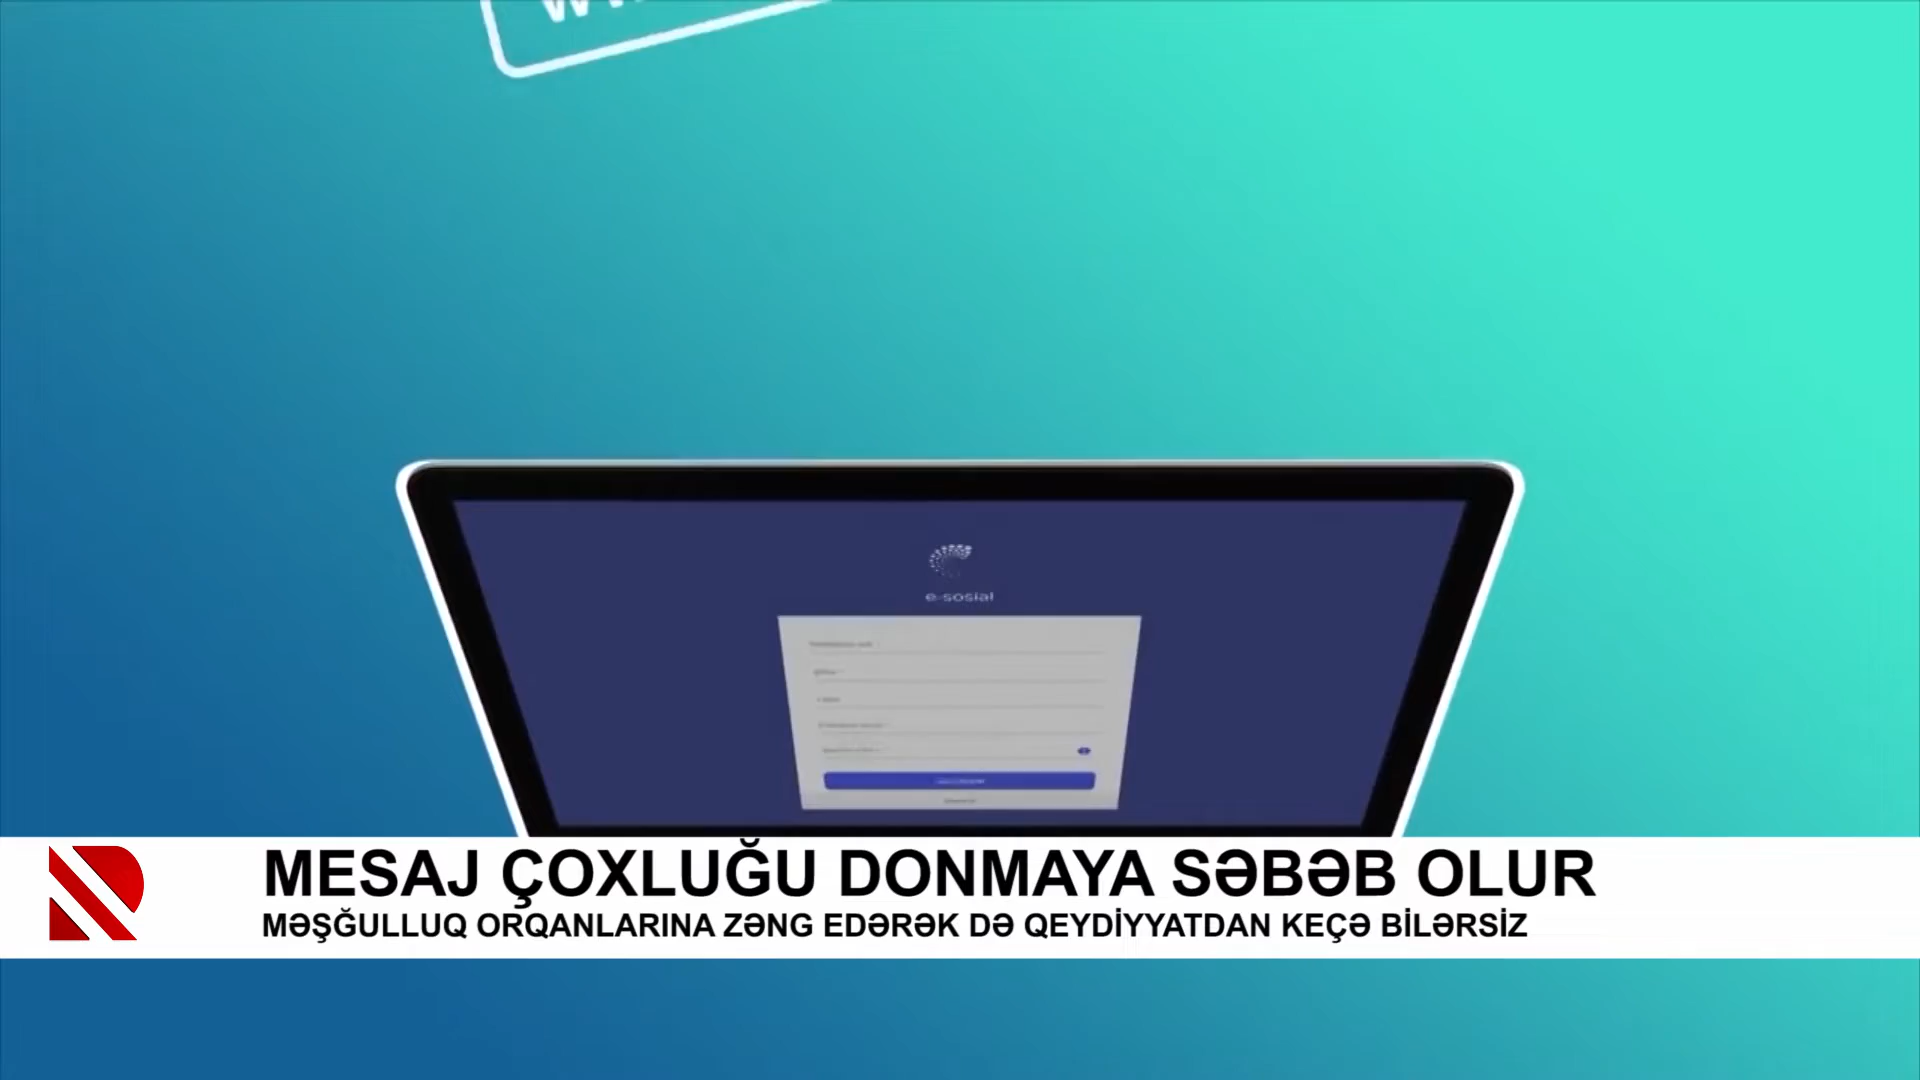 e-sosial
MESAJ ÇOXLUĞU DONMAYA SƏBƏB OLUR
MƏŞĞULLUQ ORQANLARINA ZƏNG EDƏRƏK DƏ QEYDİYYATDAN KEÇƏ BİLƏRSİZ